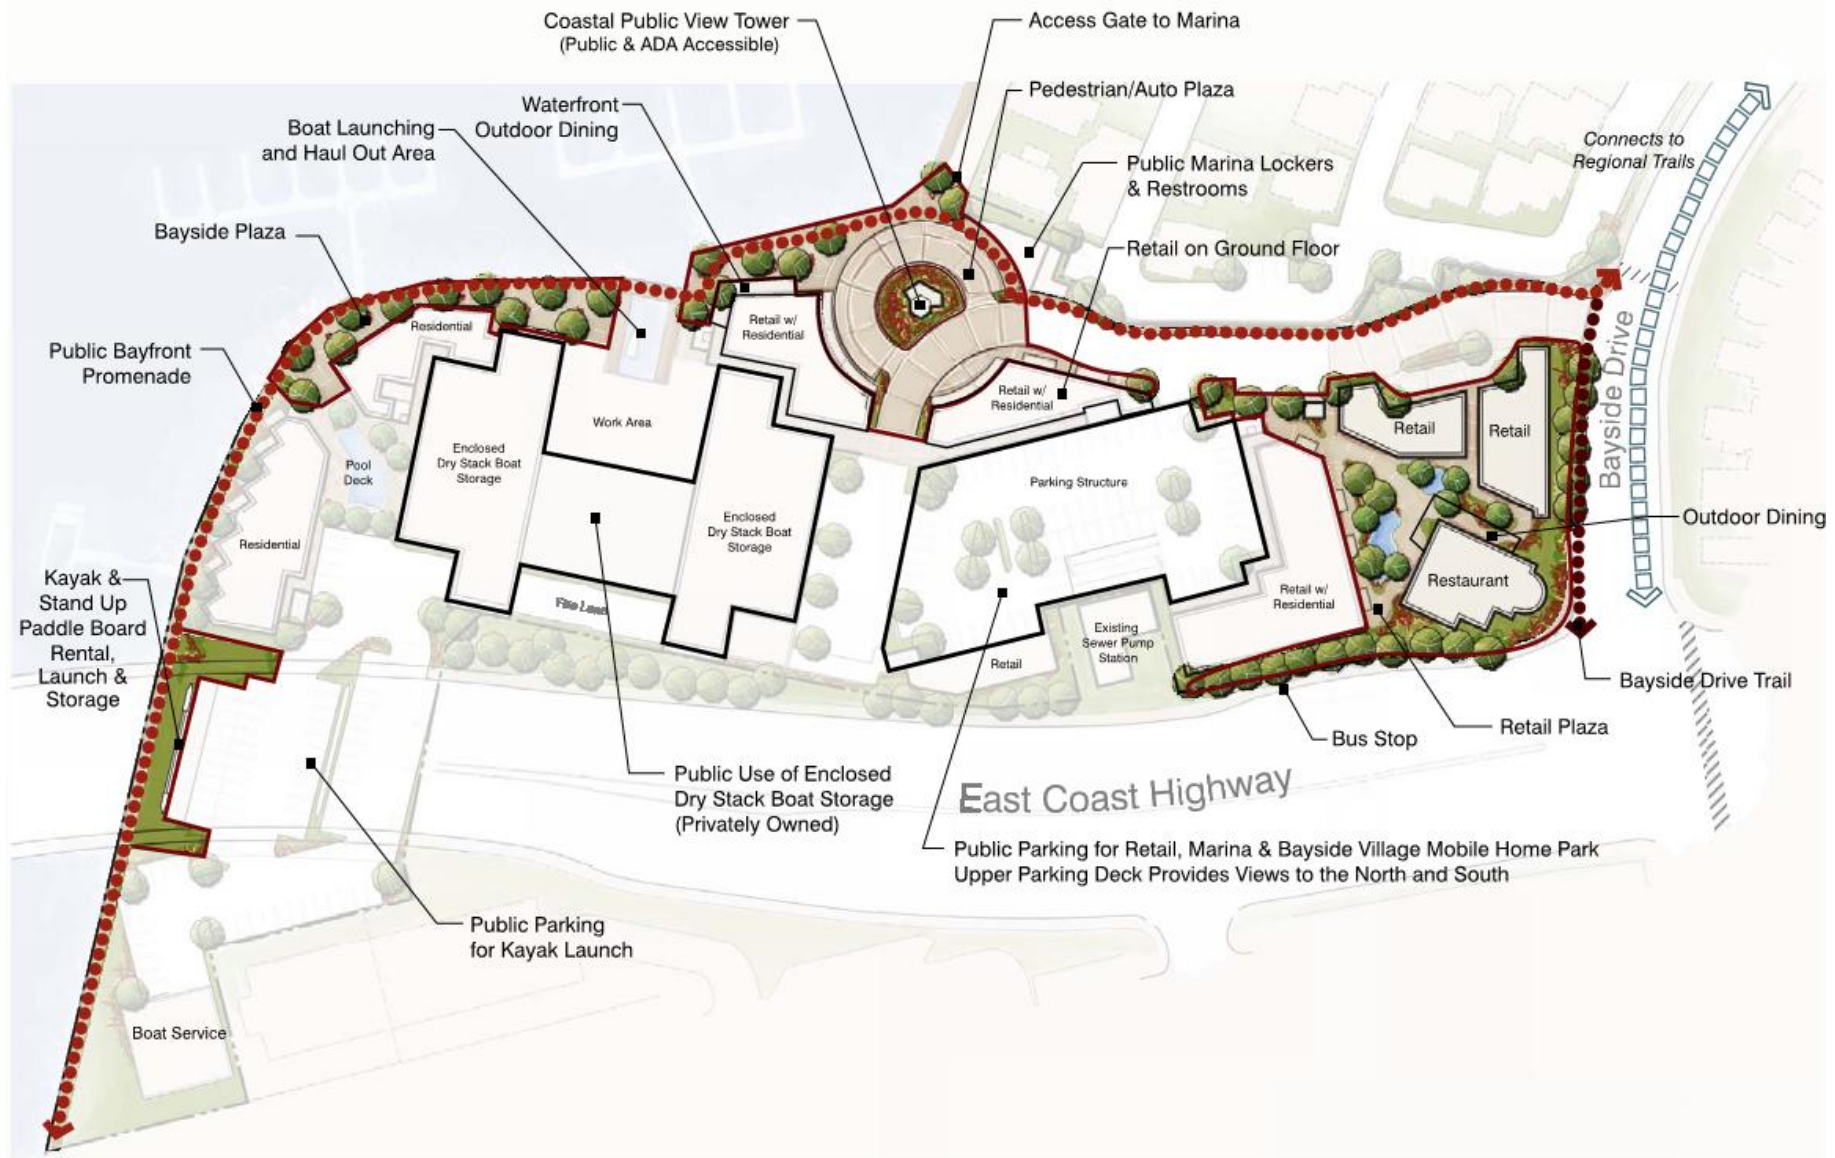 Coastal Public View Tower
(Public & ADA Accessible)
Access Gate to Marina
Pedestrian/Auto Plaza
Waterfront
Outdoor Dining
Boat Launching
and Haul Out Area
Connects to
Regional Trails
Public Marina Lockers
& Restrooms
Bayside Plaza
Retail on Ground Floor
Residential
Retail w/
Residential
Public Bayfront
Promenade
Retail w/
Residential
Bayside Drive
Work Area
Retail
Retail
Enclosed
Dry Stack Boat
Storage
Pool
Deck
Parking Structure
Enclosed
Dry Stack Boat
Storage
Outdoor Dining
Residential
Kayak &
Stand Up
Paddle Board
Rental,
Launch &
Storage
Fire Lane
Restaurant
Retail w/
Residential
Existing
Sewer Pump
Station
Retail
Bayside Drive Trail
Retail Plaza
Bus Stop
Public Use of Enclosed
Dry Stack Boat Storage
(Privately Owned)
East Coast Highway
Public Parking for Retail, Marina & Bayside Village Mobile Home Park
Upper Parking Deck Provides Views to the North and South
Public Parking
for Kayak Launch
Boat Service